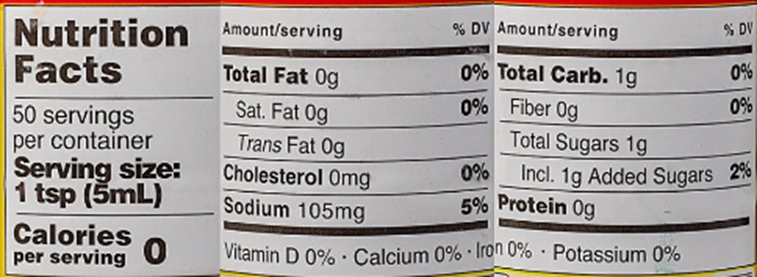 Nutrition
Facts
50 servings
per container
Serving size:
1 tsp (5mL)
Calories
per serving 0
Amount/serving % DV
Total Fat 0g 0%
Sat. Fat 0g 0%
Trans Fat 0g
Cholesterol 0mg 0%
Sodium 105mg 5%
Amount/serving % DV
Total Carb. 1g 0%
Fiber 0g 0%
Total Sugars 1g
Incl. 1g Added Sugars 2%
Protein 0g
Vitamin D 0% · Calcium 0% · Iron 0% · Potassium 0%